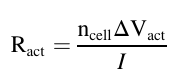 R_act = n_cell ΔV_act / I